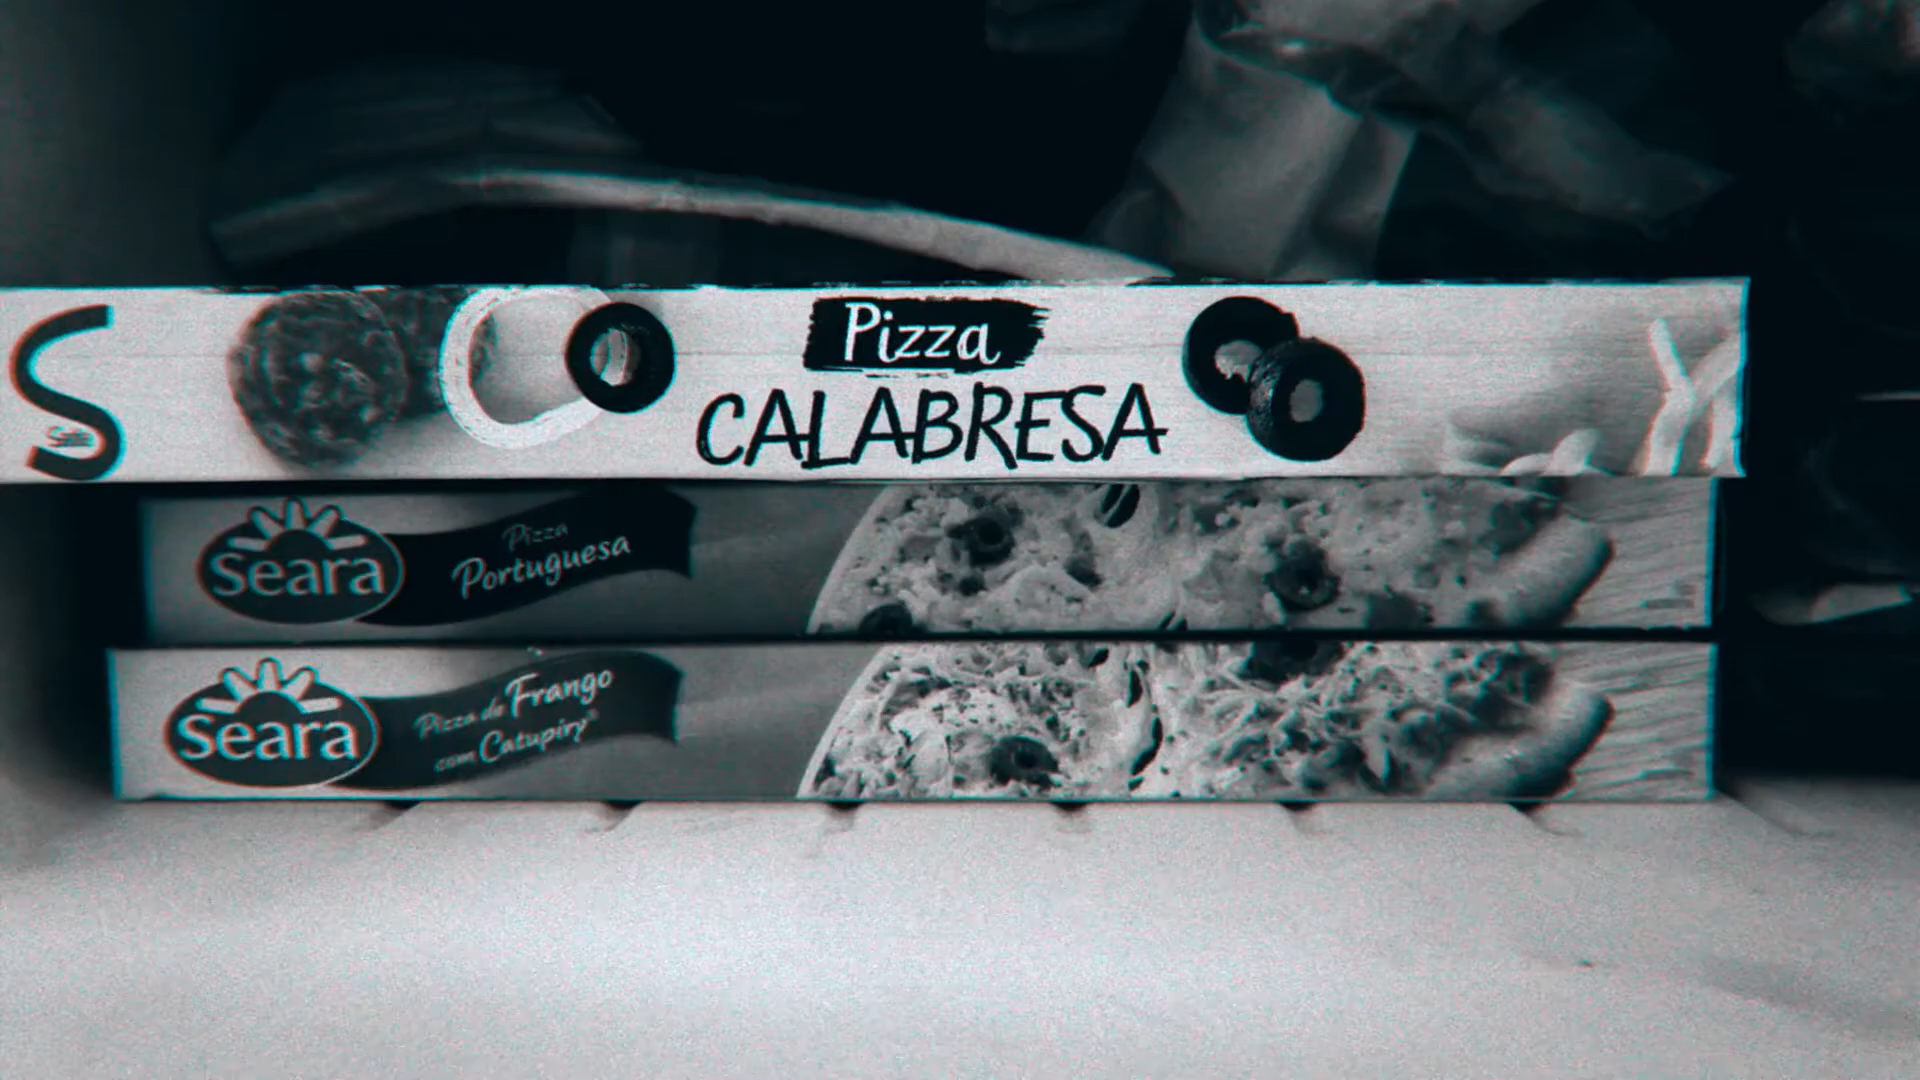 S
Pizza
CALABRESA
Seara
Pizza
Portuguesa
Seara
Pizza de Frango
com Catupiry®